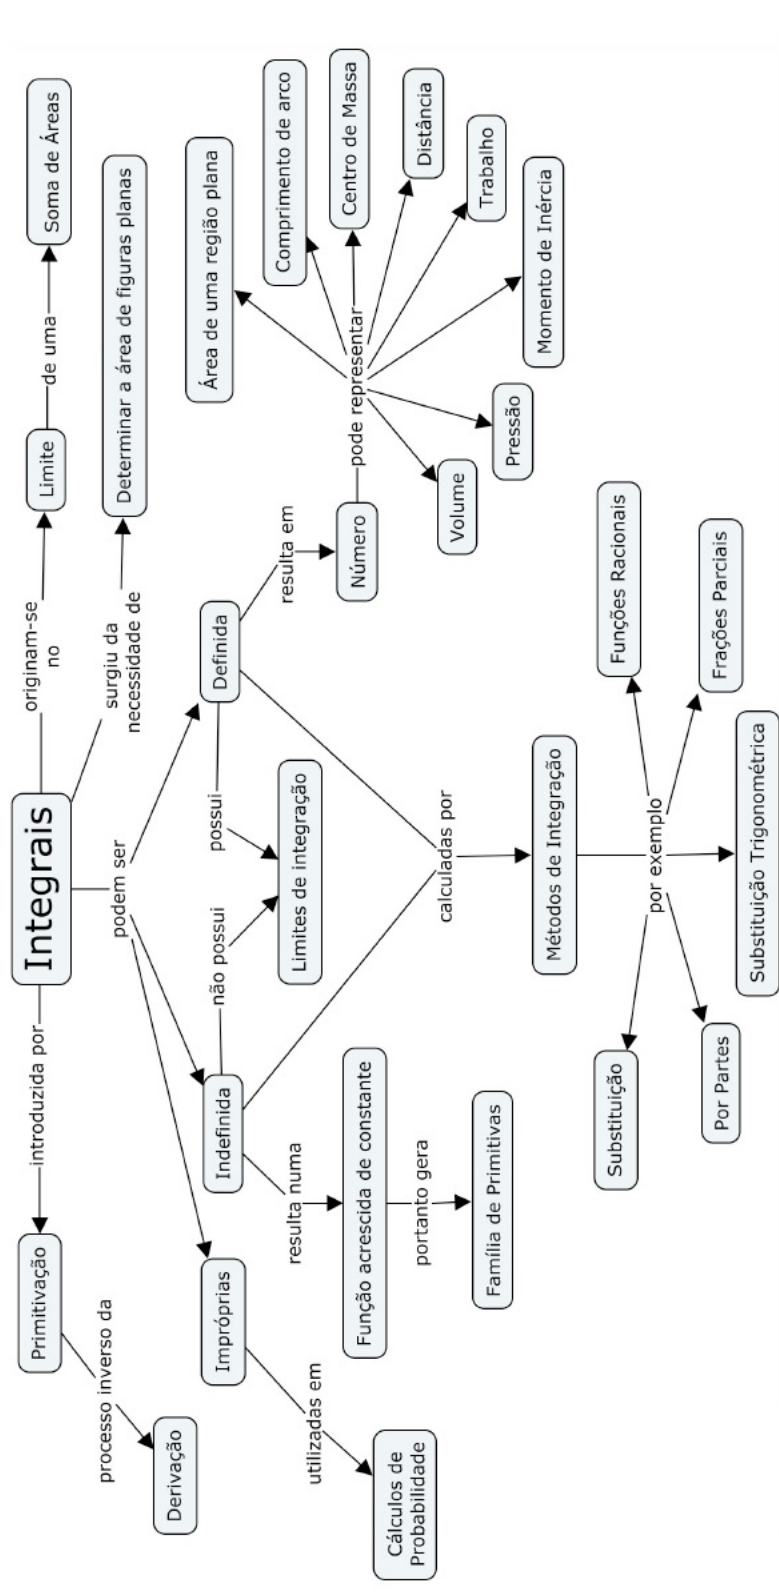 Integrais
introduzida por
Primitivação
processo inverso da
Derivação
originam-se
no
Limite
de uma
Soma de Áreas
surgiu da
necessidade de
Determinar a área de figuras planas
podem ser
Impróprias
utilizadas em
Cálculos de
Probabilidade
Indefinida
não possui
possui
Limites de integração
Definida
resulta numa
Função acrescida de constante
portanto gera
Família de Primitivas
resulta em
Número
pode representar
Área de uma região plana
Comprimento de arco
Centro de Massa
Distância
Trabalho
Momento de Inércia
Pressão
Volume
calculadas por
Métodos de Integração
por exemplo
Substituição
Por Partes
Substituição Trigonométrica
Frações Parciais
Funções Racionais